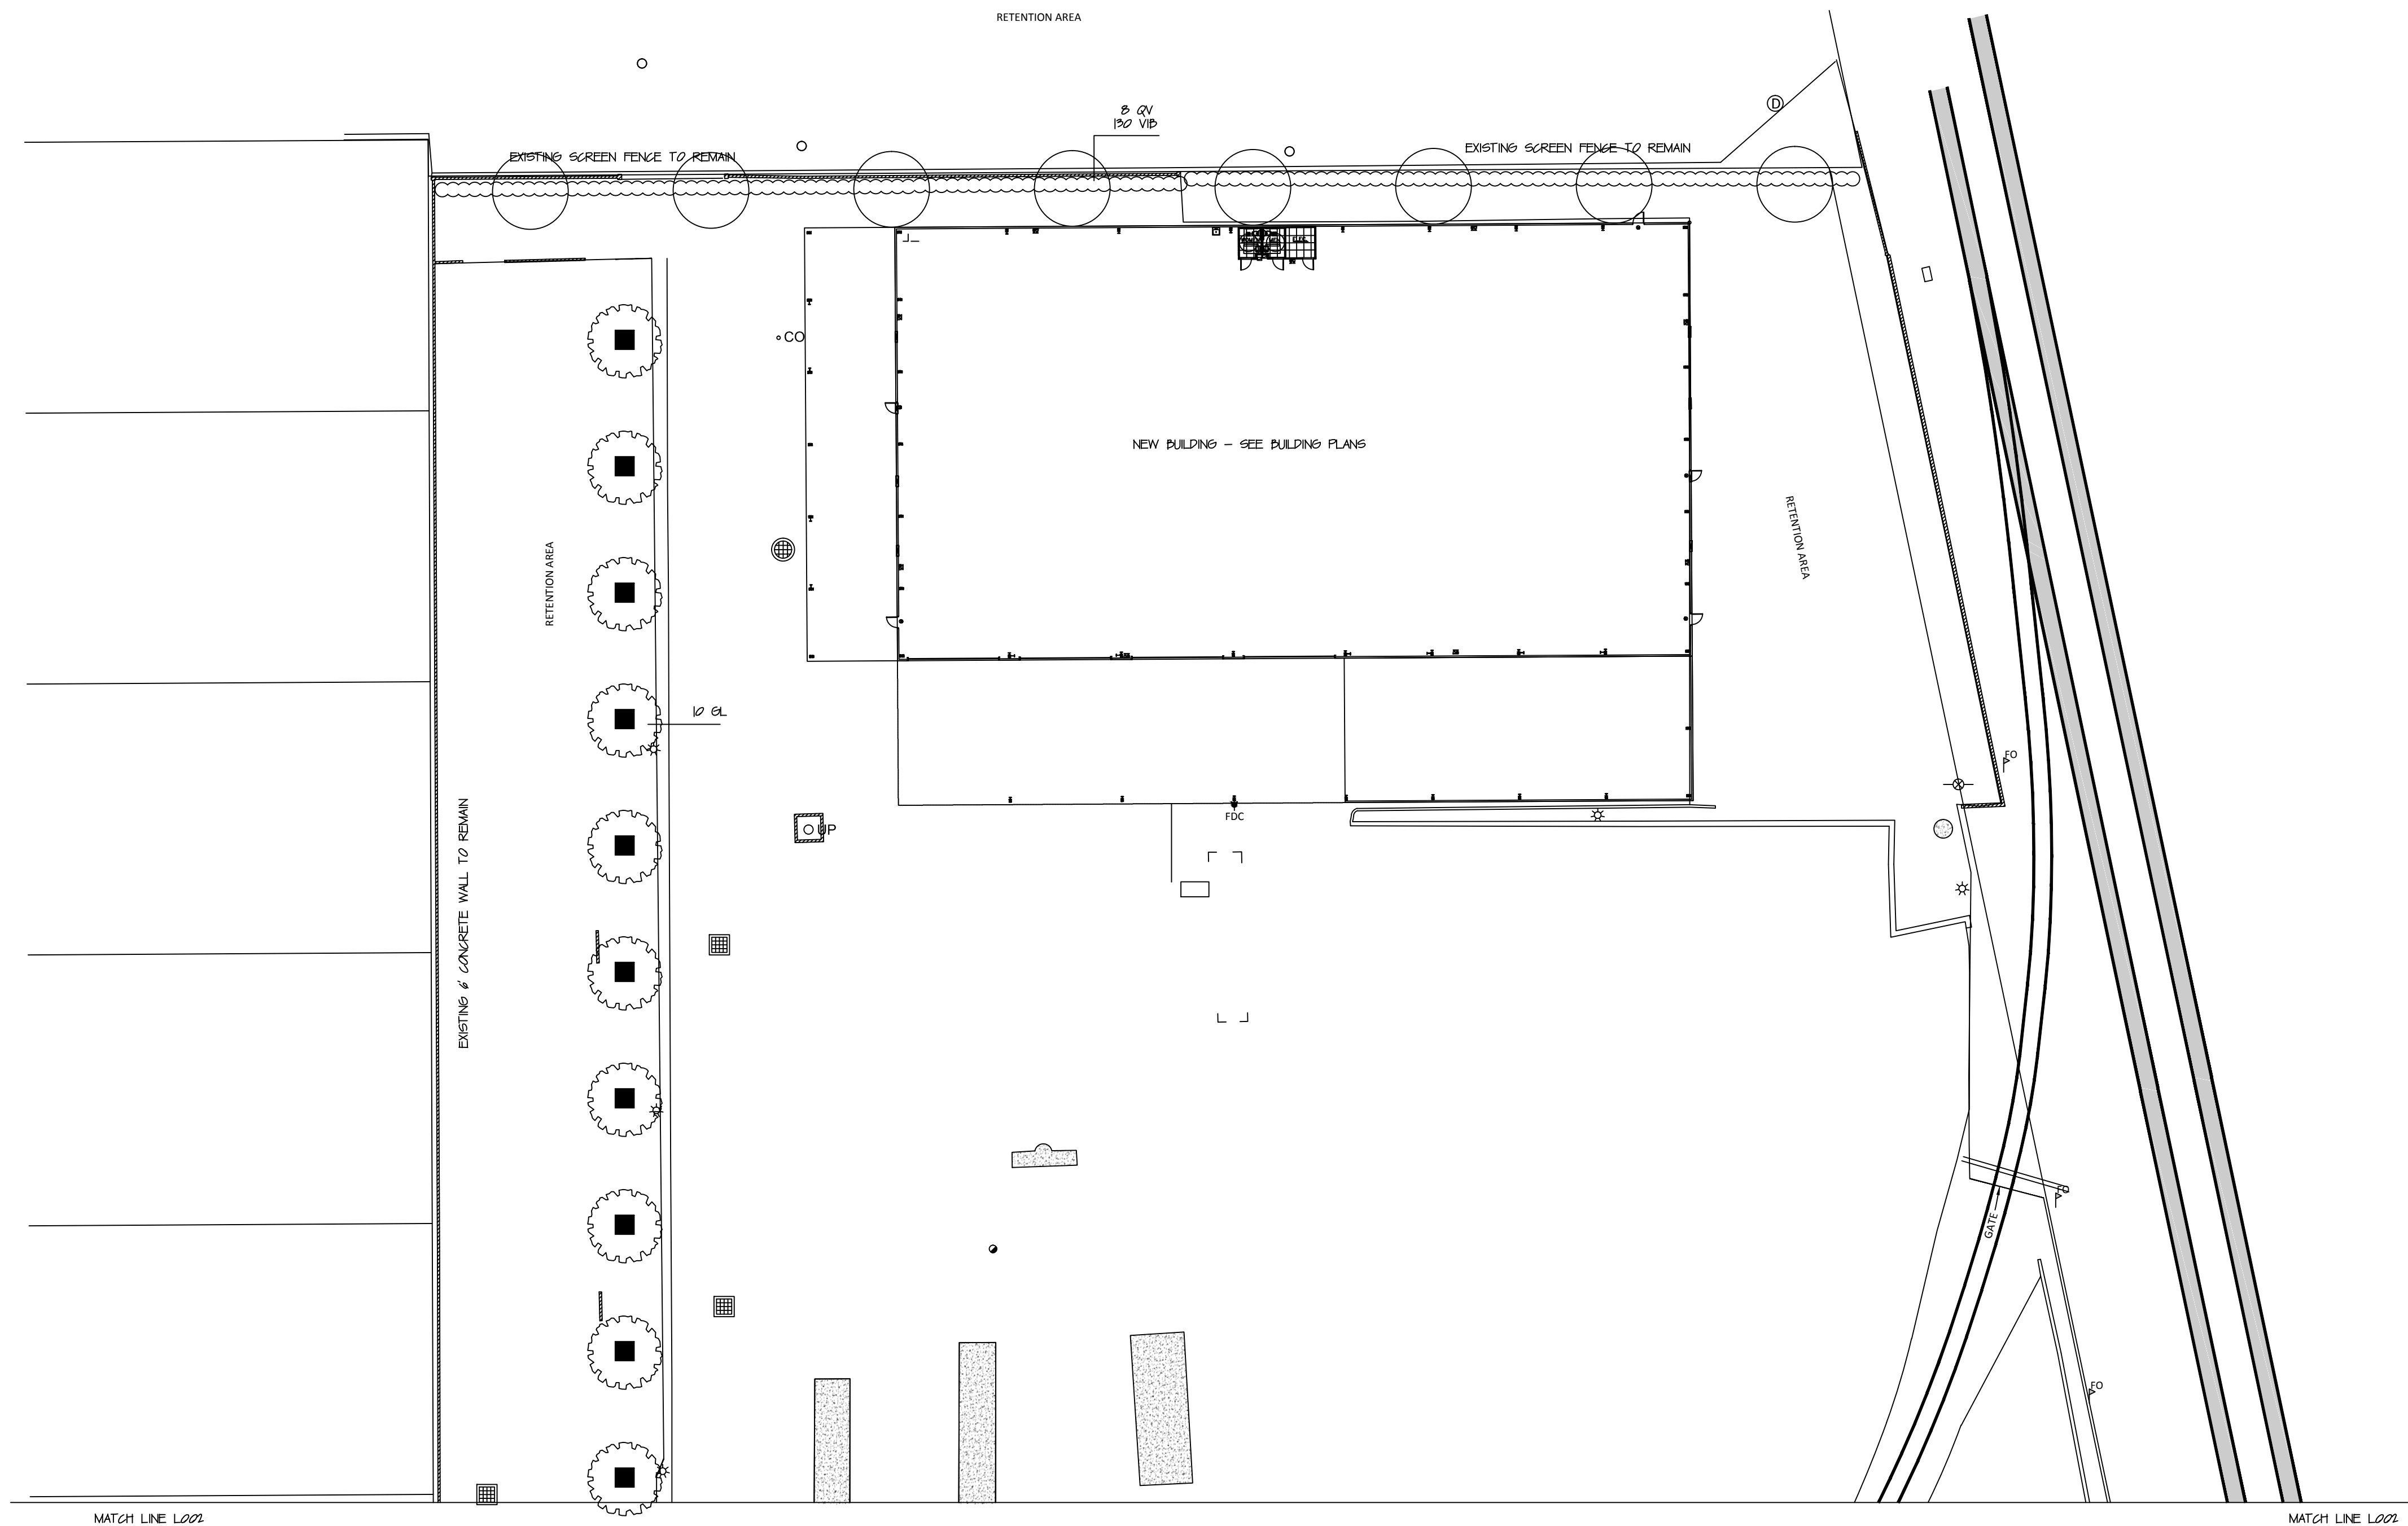 RETENTION AREA
8 QV
130 VIB
D
EXISTING SCREEN FENCE TO REMAIN
EXISTING SCREEN FENCE TO REMAIN
CO
NEW BUILDING - SEE BUILDING PLANS
RETENTION AREA
RETENTION AREA
10 GL
FO
UP
FDC
EXISTING 6' CONCRETE WALL TO REMAIN
FO
GATE
FO
MATCH LINE L002
MATCH LINE L002